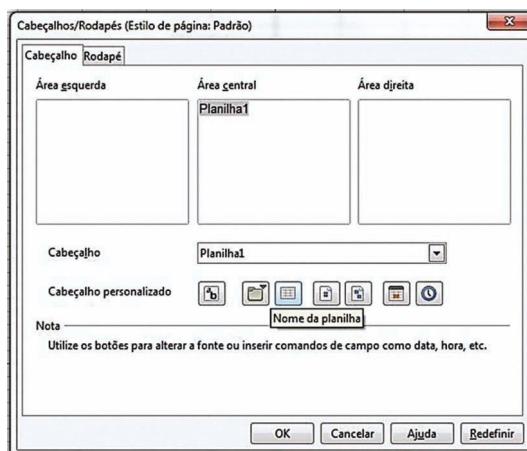 Cabeçalhos/Rodapés (Estilo de página: Padrão)
Cabeçalho Rodapé
Área esquerda Área central Área direita
Planilha1
Cabeçalho Planilha1
Cabeçalho personalizado
Nome da planilha
Nota
Utilize os botões para alterar a fonte ou inserir comandos de campo como data, hora, etc.
OK Cancelar Ajuda Redefinir